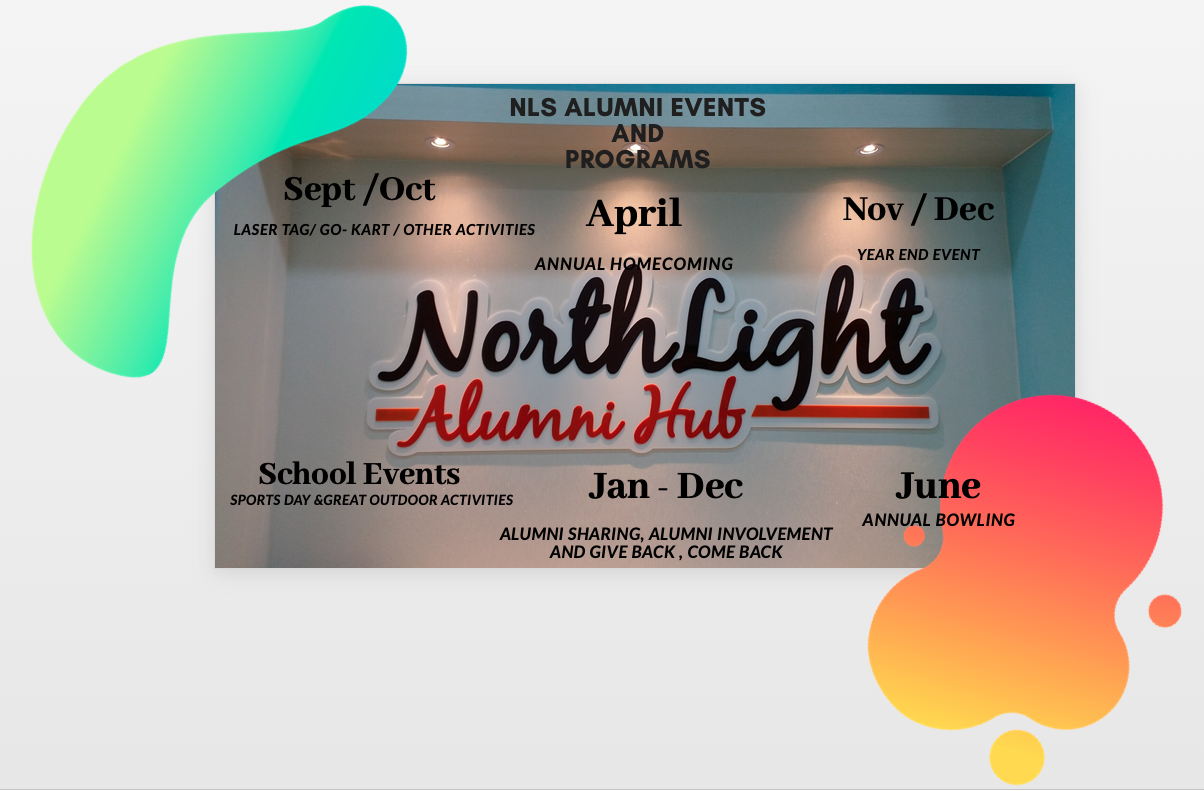 NLS ALUMNI EVENTS
AND
PROGRAMS
Sept /Oct
LASER TAG/ GO- KART / OTHER ACTIVITIES
April
ANNUAL HOMECOMING
Nov / Dec
YEAR END EVENT
NorthLight
Alumni Hub
School Events
SPORTS DAY &GREAT OUTDOOR ACTIVITIES
Jan - Dec
ALUMNI SHARING, ALUMNI INVOLVEMENT
AND GIVE BACK , COME BACK
June
ANNUAL BOWLING